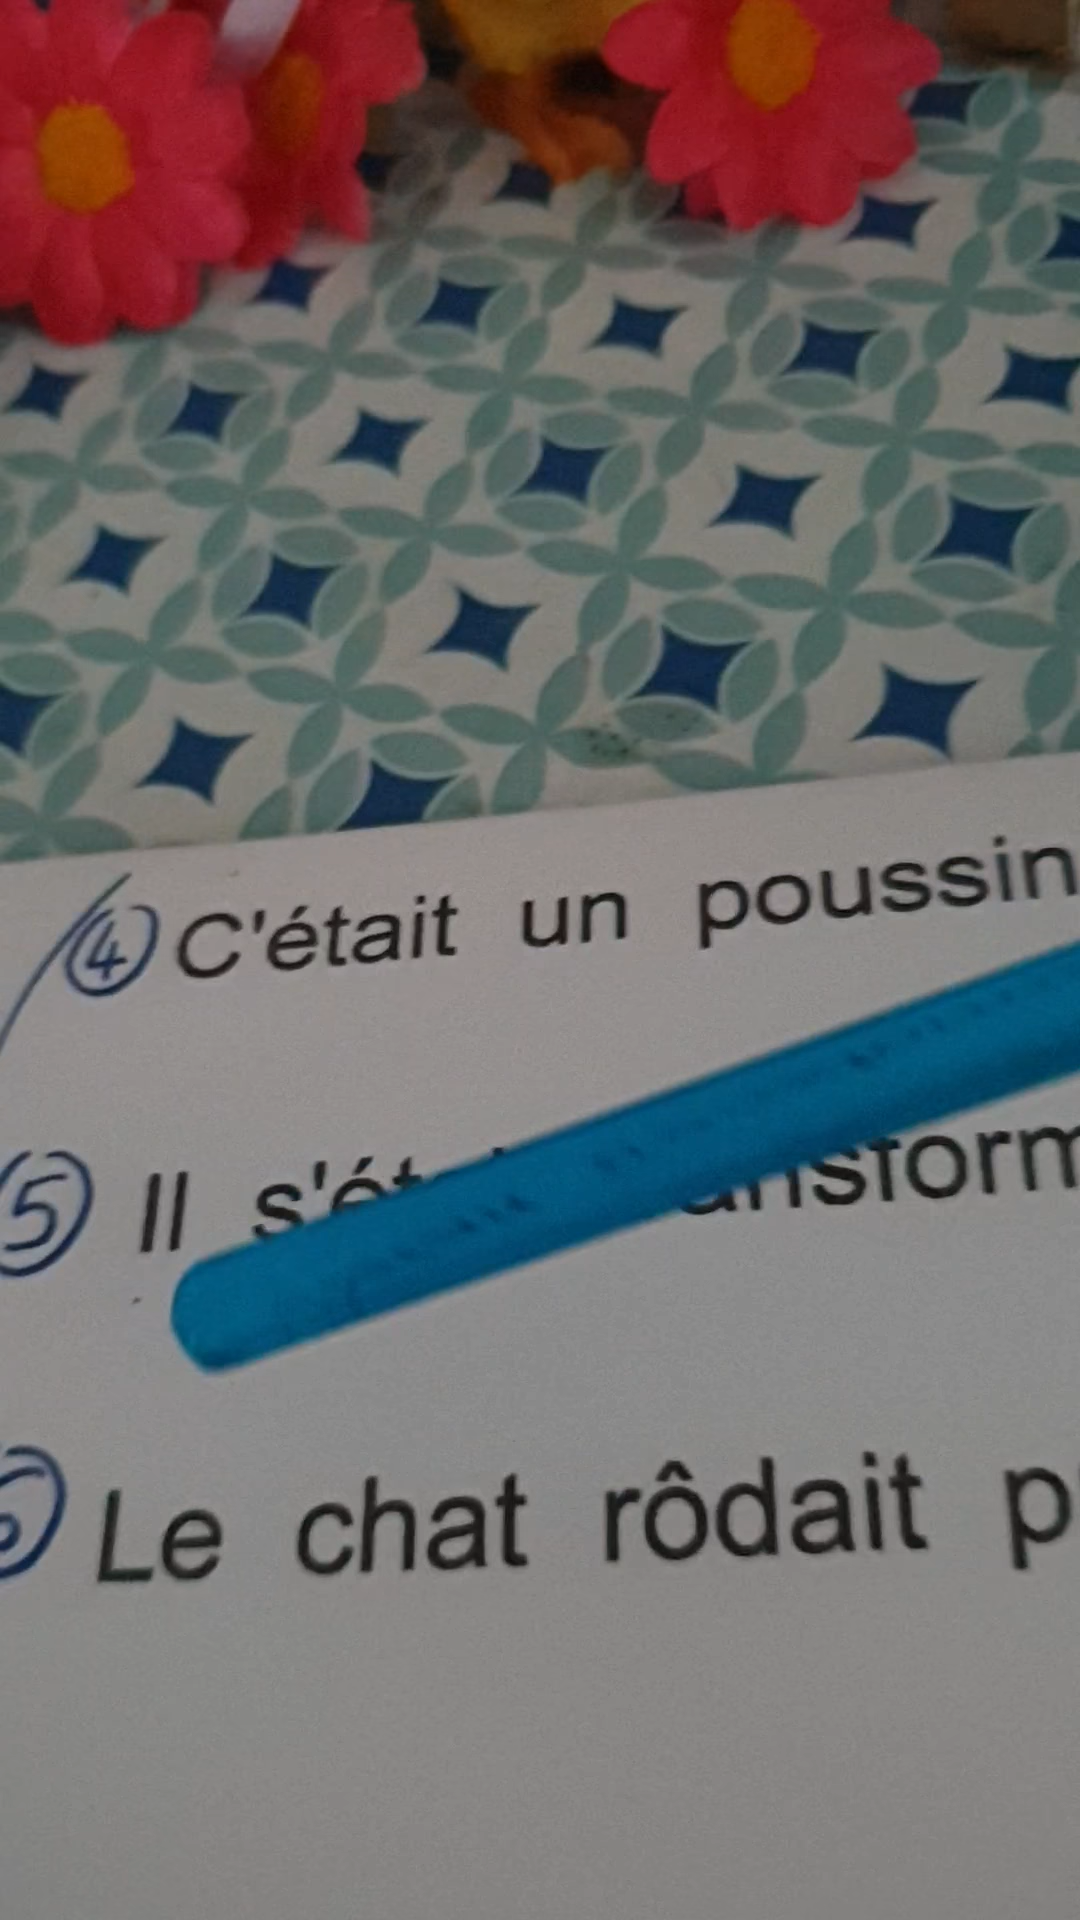 ④ C'était un poussin
⑤ Il
⑥ Le chat rôdait